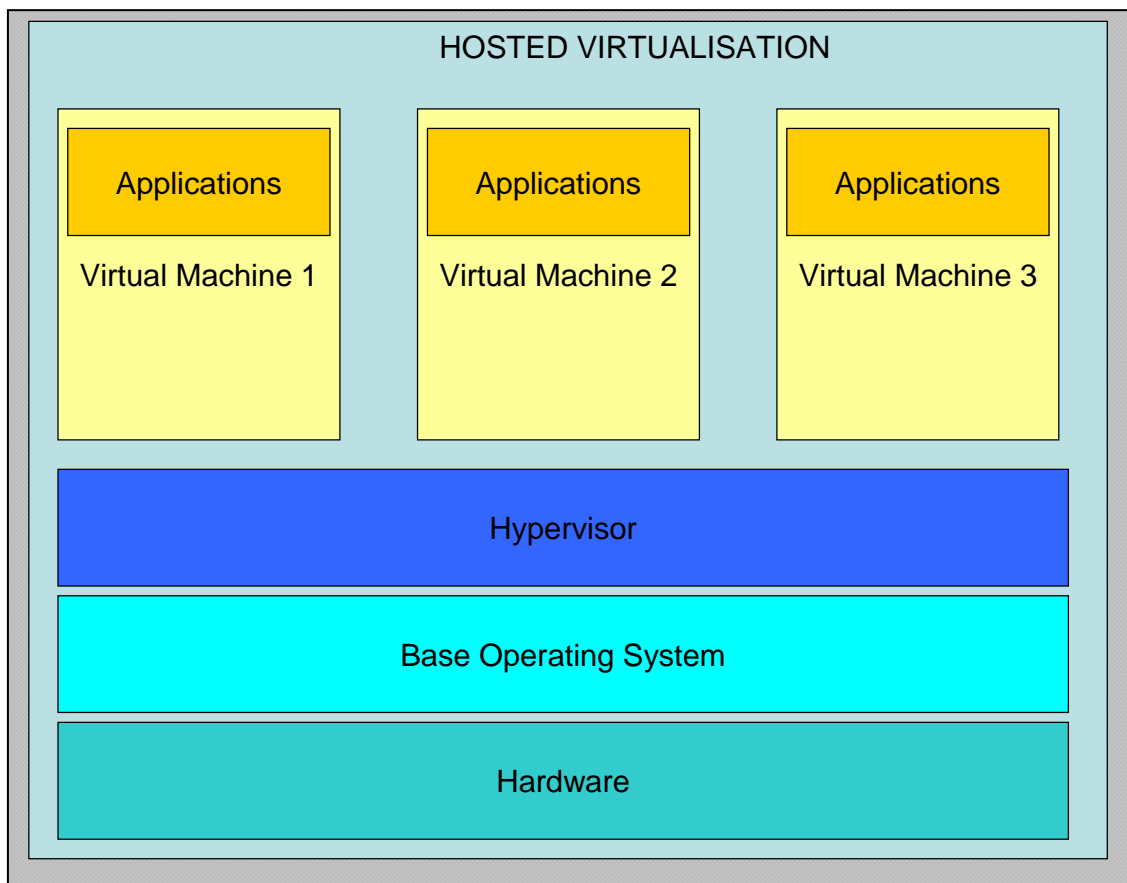 HOSTED VIRTUALISATION
Applications
Applications
Applications
Virtual Machine 1
Virtual Machine 2
Virtual Machine 3
Hypervisor
Base Operating System
Hardware